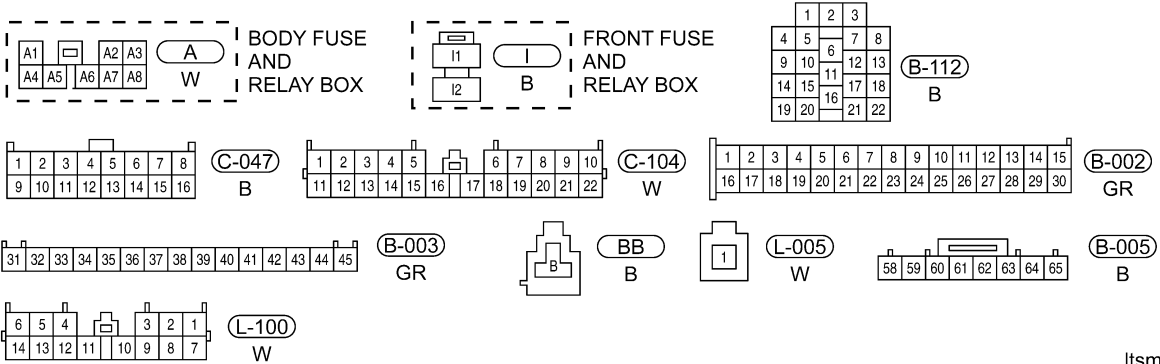 A1 A2 A3
A4 A5 A6 A7 A8
A
W
BODY FUSE
AND
RELAY BOX
I1
I2
I
B
FRONT FUSE
AND
RELAY BOX
1 2 3
4 5 6 7 8
9 10 11 12 13
14 15 16 17 18
19 20 21 22
B-112
B
1 2 3 4 5 6 7 8
9 10 11 12 13 14 15 16
C-047
B
1 2 3 4 5 6 7 8 9 10
11 12 13 14 15 16 17 18 19 20 21 22
C-104
W
1 2 3 4 5 6 7 8 9 10 11 12 13 14 15
16 17 18 19 20 21 22 23 24 25 26 27 28 29 30
B-002
GR
31 32 33 34 35 36 37 38 39 40 41 42 43 44 45
B-003
GR
B
BB
B
1
L-005
W
58 59 60 61 62 63 64 65
B-005
B
6 5 4 3 2 1
14 13 12 11 10 9 8 7
L-100
W
ltsm